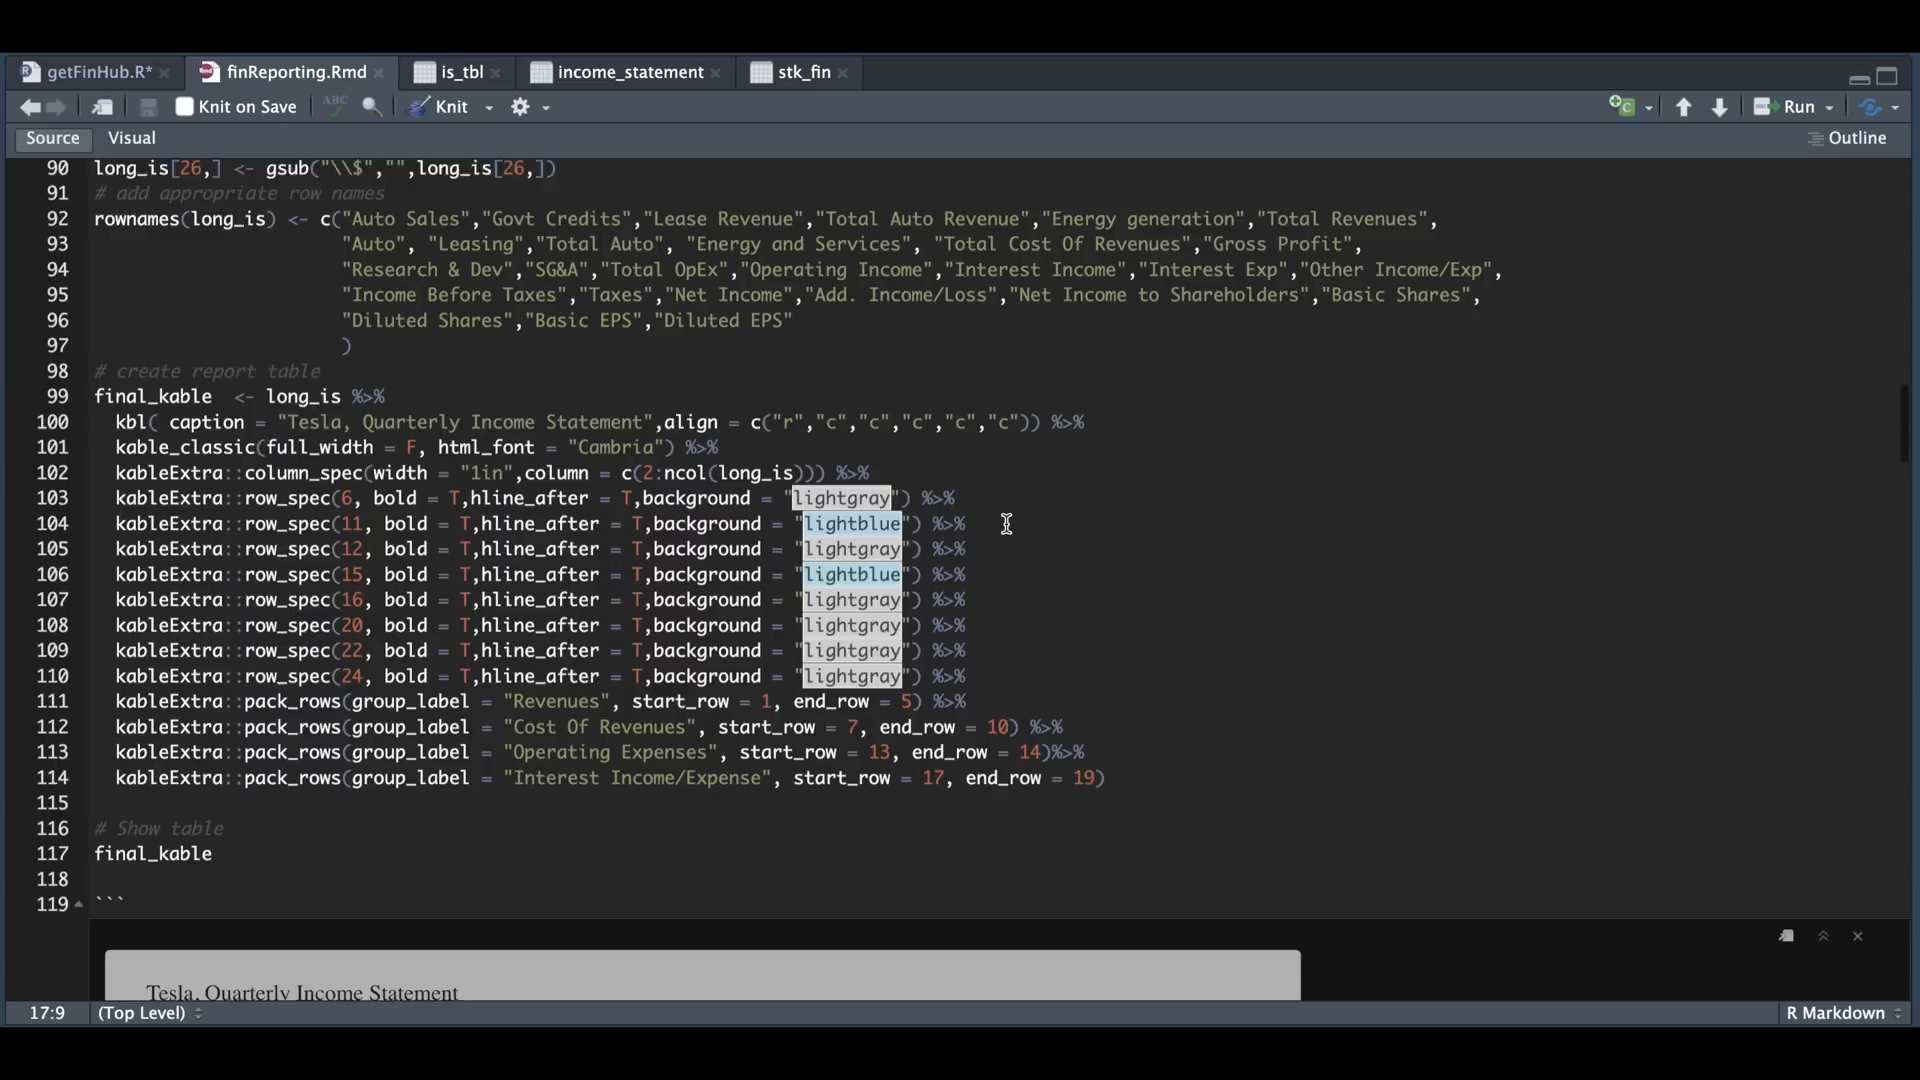 getFinHub.R* finReporting.Rmd is_tbl income_statement stk_fin
Knit on Save ABC Knit Run
Source Visual Outline
90 long_is[26,] <- gsub("\\$","",long_is[26,])
91 # add appropriate row names
92 rownames(long_is) <- c("Auto Sales","Govt Credits","Lease Revenue","Total Auto Revenue","Energy generation","Total Revenues",
93 "Auto", "Leasing","Total Auto", "Energy and Services", "Total Cost Of Revenues","Gross Profit",
94 "Research & Dev","SG&A","Total OpEx","Operating Income","Interest Income","Interest Exp","Other Income/Exp",
95 "Income Before Taxes","Taxes","Net Income","Add. Income/Loss","Net Income to Shareholders","Basic Shares",
96 "Diluted Shares","Basic EPS","Diluted EPS"
97 )
98 # create report table
99 final_kable  <- long_is %>%
100 kbl( caption = "Tesla, Quarterly Income Statement",align = c("r","c","c","c","c","c")) %>%
101 kable_classic(full_width = F, html_font = "Cambria") %>%
102 kableExtra::column_spec(width = "1in",column = c(2:ncol(long_is))) %>%
103 kableExtra::row_spec(6, bold = T,hline_after = T,background = "lightgray") %>%
104 kableExtra::row_spec(11, bold = T,hline_after = T,background = "lightblue") %>%
105 kableExtra::row_spec(12, bold = T,hline_after = T,background = "lightgray") %>%
106 kableExtra::row_spec(15, bold = T,hline_after = T,background = "lightblue") %>%
107 kableExtra::row_spec(16, bold = T,hline_after = T,background = "lightgray") %>%
108 kableExtra::row_spec(20, bold = T,hline_after = T,background = "lightgray") %>%
109 kableExtra::row_spec(22, bold = T,hline_after = T,background = "lightgray") %>%
110 kableExtra::row_spec(24, bold = T,hline_after = T,background = "lightgray") %>%
111 kableExtra::pack_rows(group_label = "Revenues", start_row = 1, end_row = 5) %>%
112 kableExtra::pack_rows(group_label = "Cost Of Revenues", start_row = 7, end_row = 10) %>%
113 kableExtra::pack_rows(group_label = "Operating Expenses", start_row = 13, end_row = 14)%>%
114 kableExtra::pack_rows(group_label = "Interest Income/Expense", start_row = 17, end_row = 19)
115
116 # Show table
117 final_kable
118
119 ```
Tesla, Quarterly Income Statement
17:9 (Top Level) R Markdown